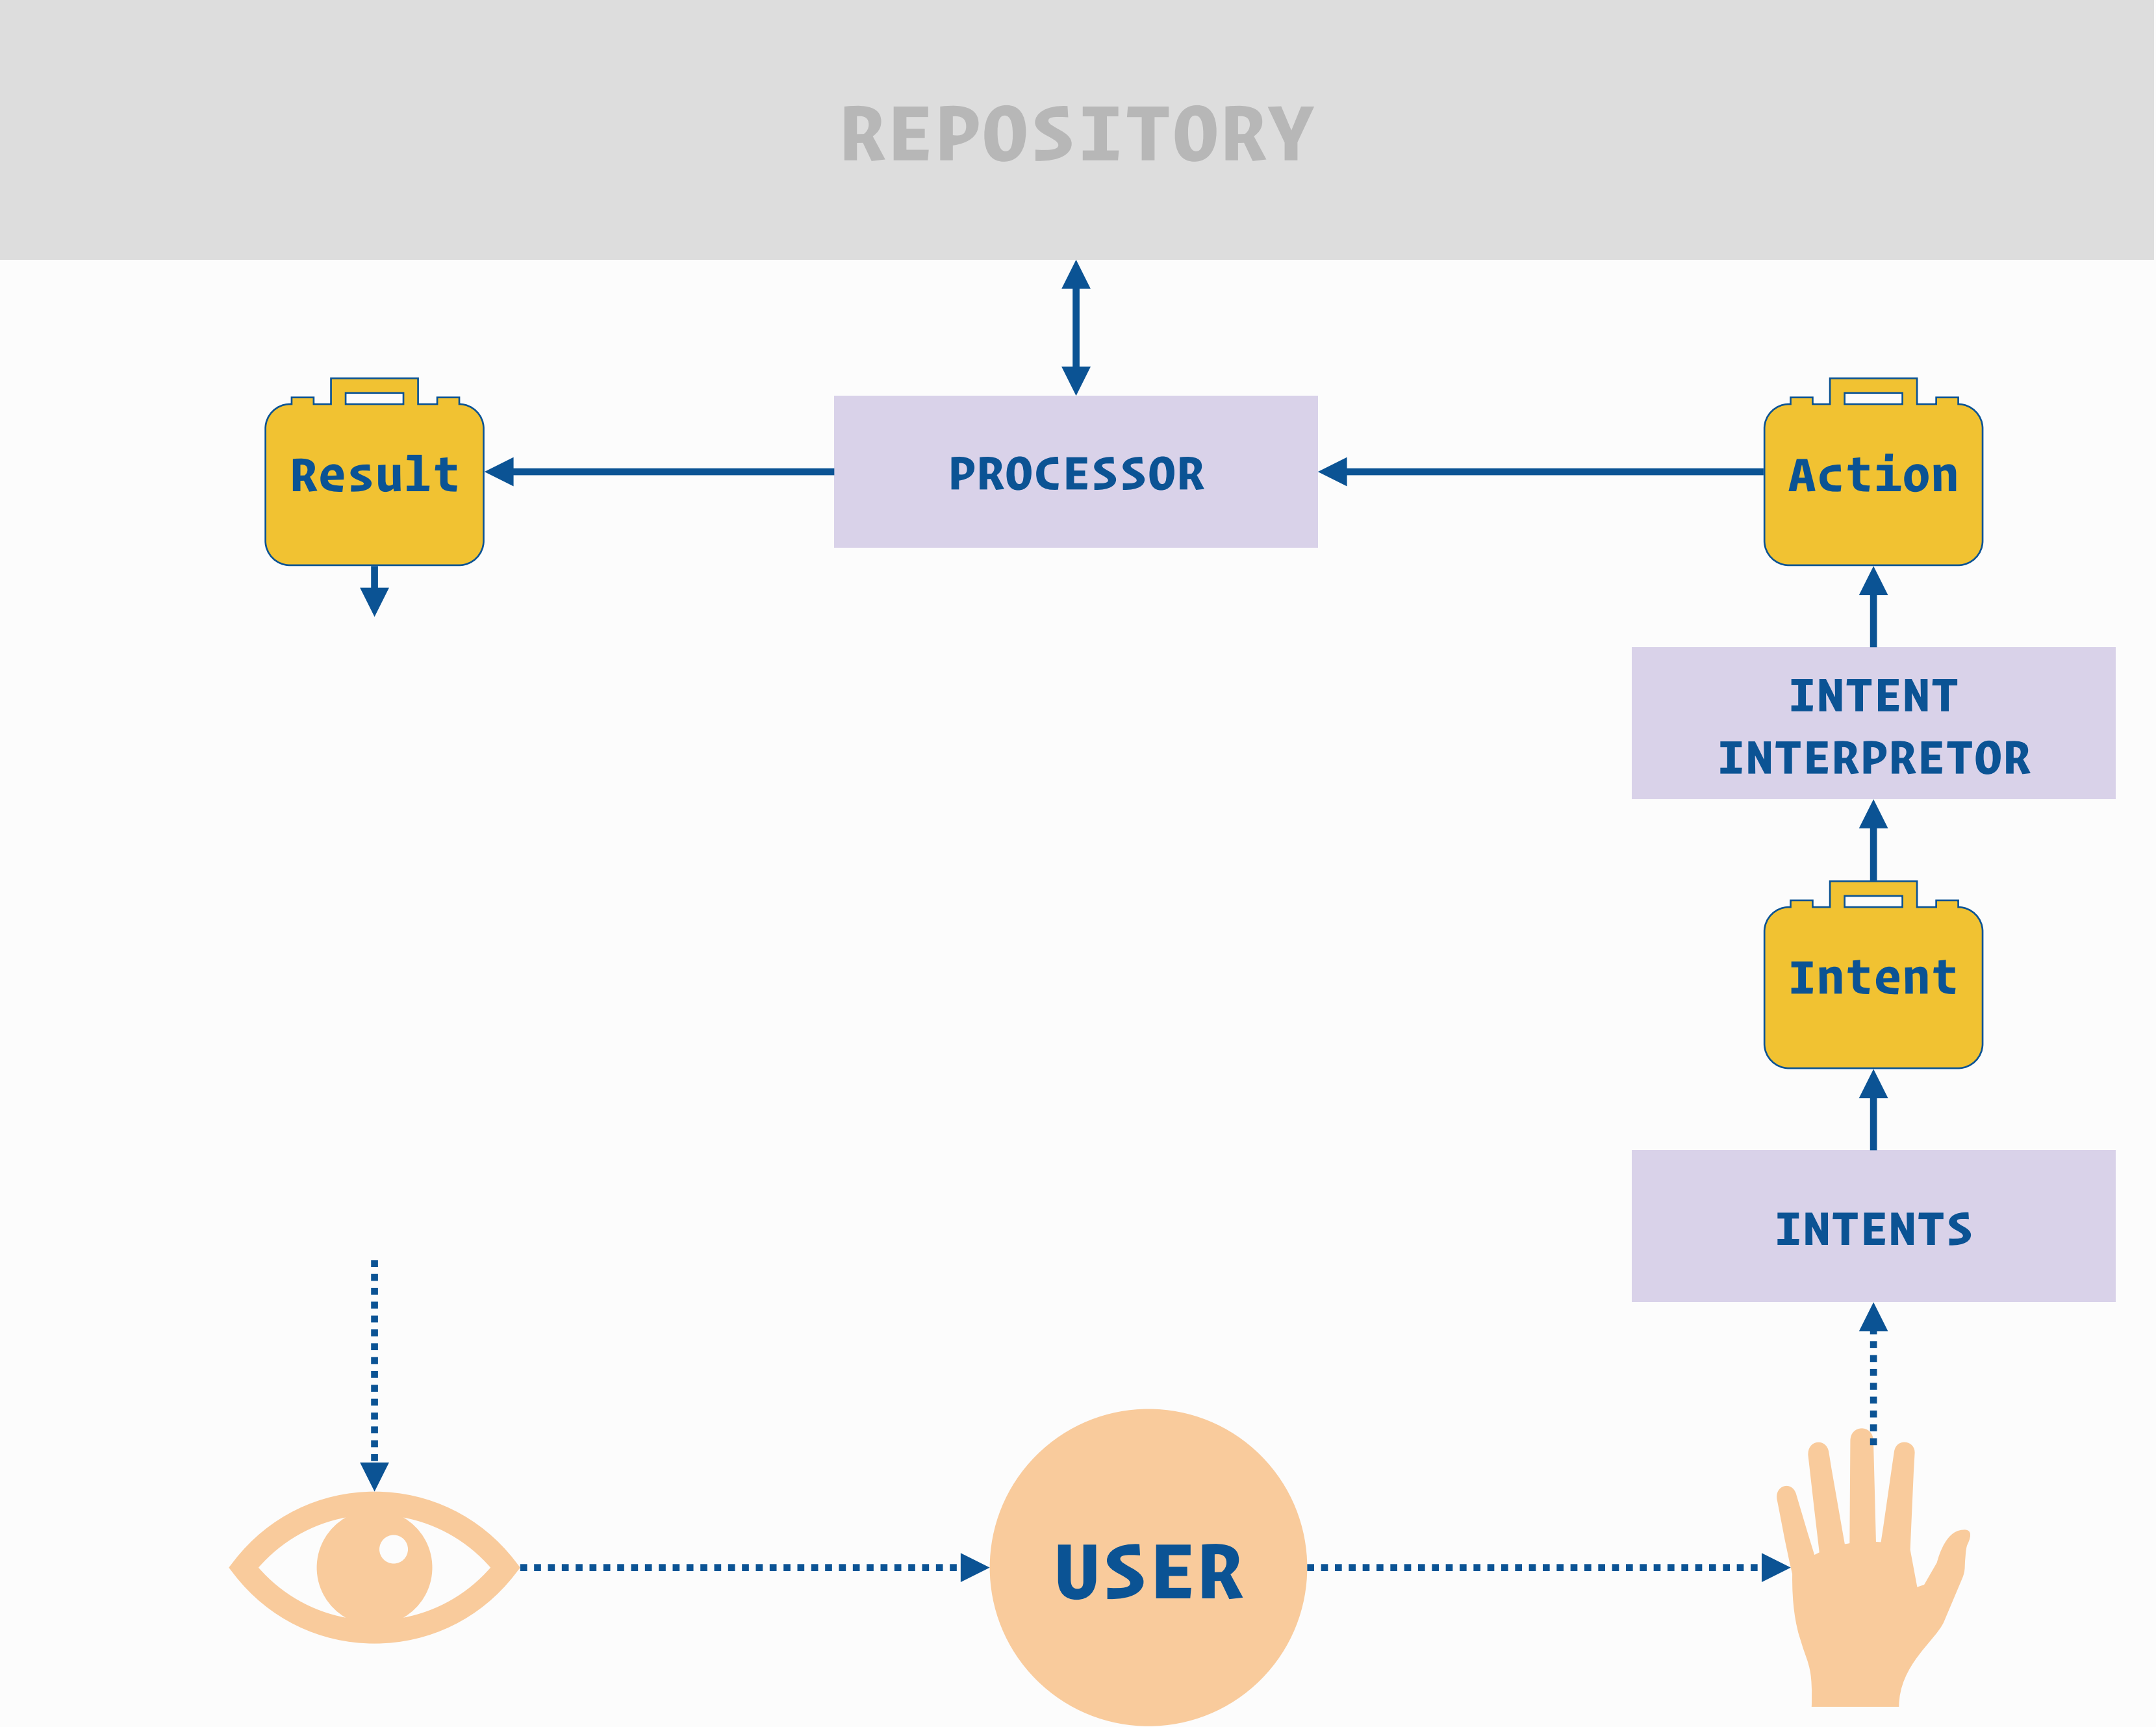 REPOSITORY
Result
PROCESSOR
Action
INTENT
INTERPRETOR
Intent
INTENTS
USER